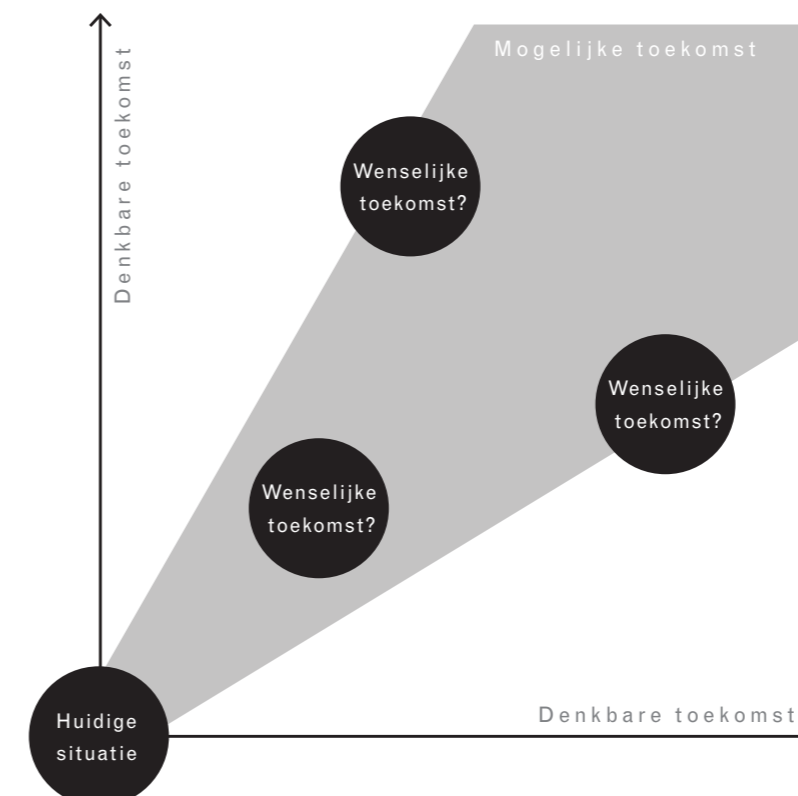 Mogelijke toekomst
Denkbare toekomst
Wenselijke
toekomst?
Wenselijke
toekomst?
Wenselijke
toekomst?
Denkbare toekomst
Huidige
situatie